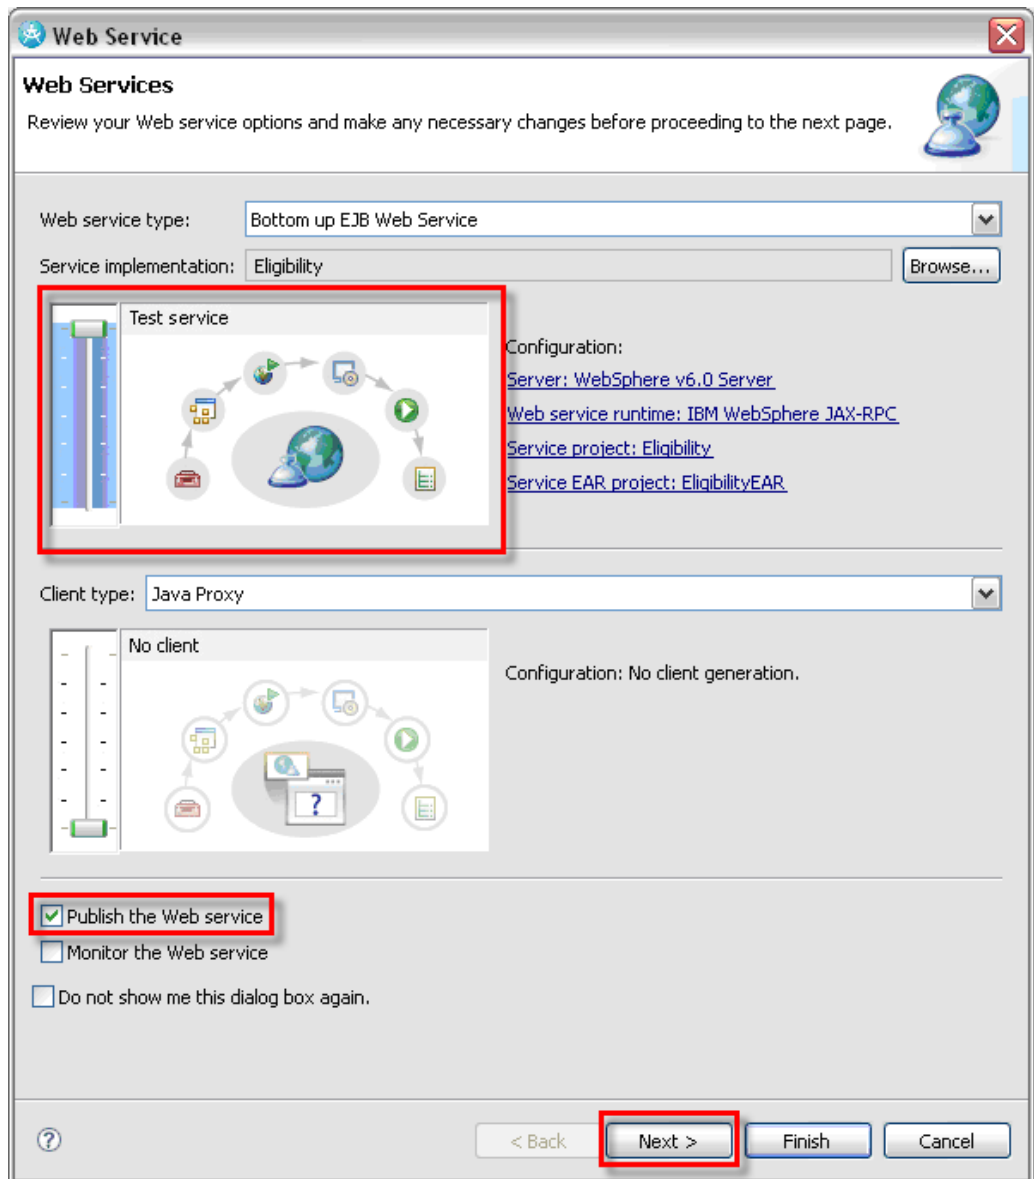 Web Service
Web Services
Review your Web service options and make any necessary changes before proceeding to the next page.
Web service type: Bottom up EJB Web Service
Service implementation: Eligibility Browse...
Test service
Configuration:
Server: WebSphere v6.0 Server
Web service runtime: IBM WebSphere JAX-RPC
Service project: Eligibility
Service EAR project: EligibilityEAR
Client type: Java Proxy
No client
Configuration: No client generation.
?
Publish the Web service
Monitor the Web service
Do not show me this dialog box again.
? < Back Next > Finish Cancel